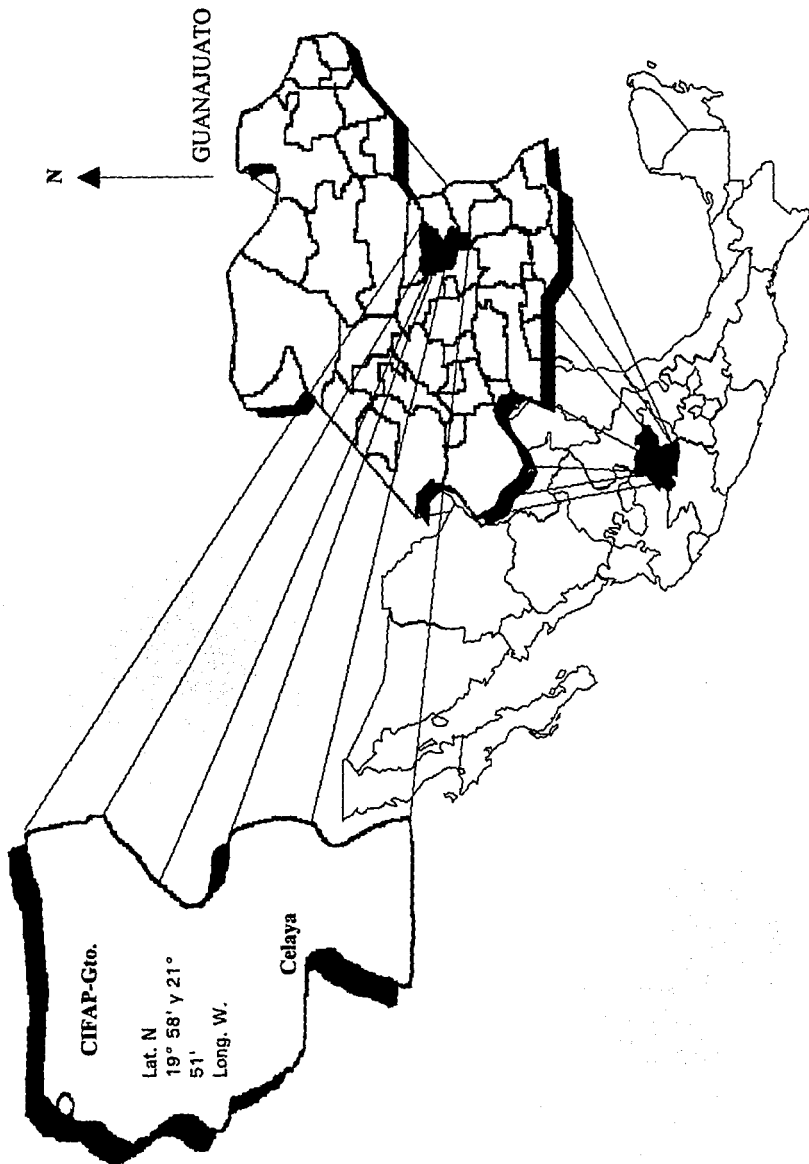 N
GUANAJUATO
CIFAP-Gto.
Lat. N
19° 58' y 21°
51'
Long. W.
Celaya